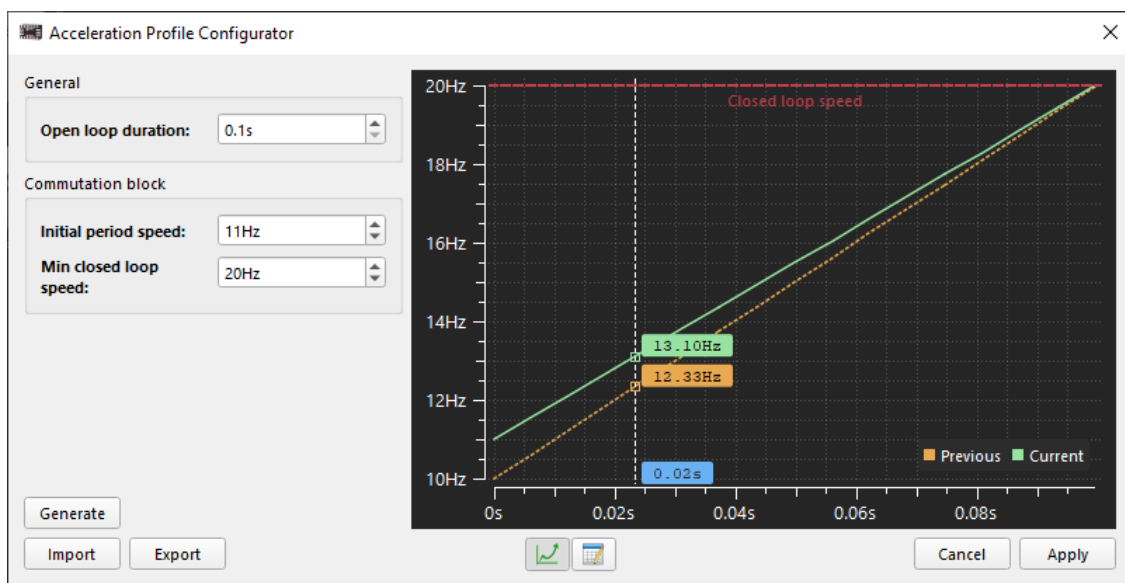 Acceleration Profile Configurator
General
Open loop duration: 0.1s
Commutation block
Initial period speed: 11Hz
Min closed loop
speed: 20Hz
Generate
Import Export
20Hz
18Hz
16Hz
14Hz
12Hz
10Hz
Closed loop speed
13.10Hz
12.33Hz
0.02s
Previous Current
0s 0.02s 0.04s 0.06s 0.08s
Cancel Apply